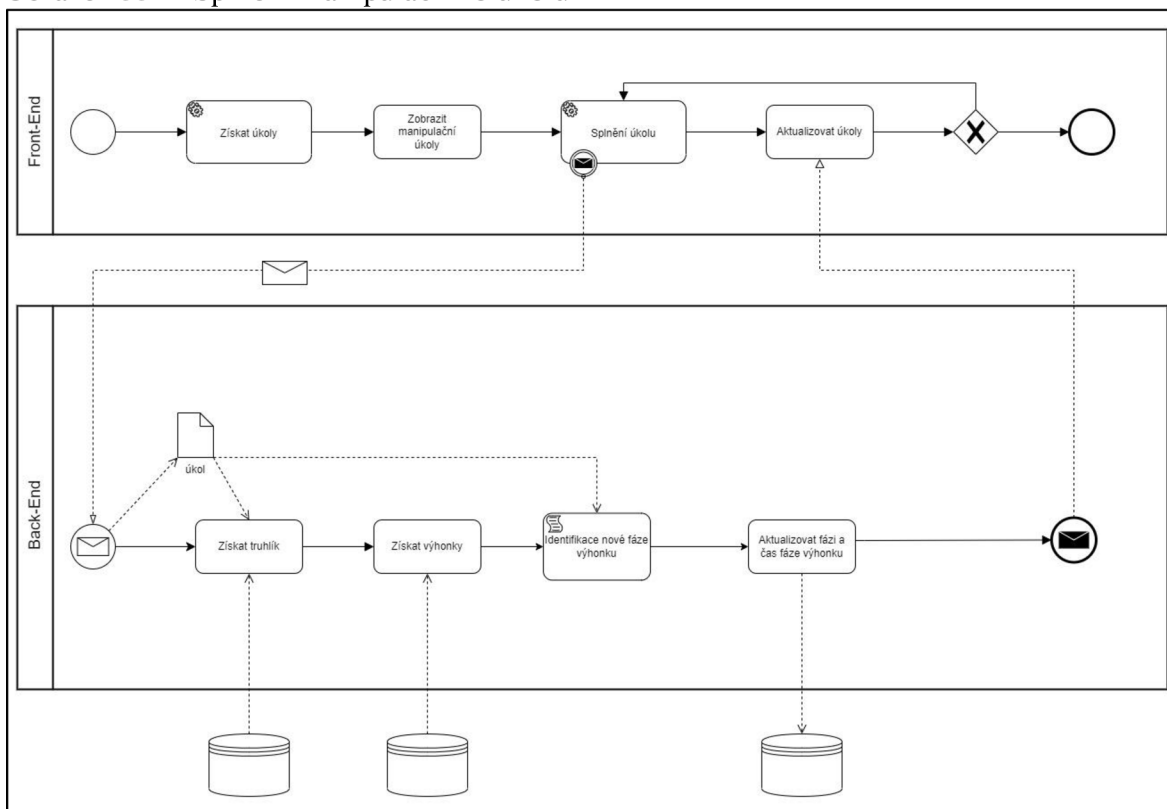 Front-End
Získat úkoly
Zobrazit
manipulační
úkoly
Splnění úkolu
Aktualizovat úkoly
Back-End
úkol
Získat truhlík
Získat výhonky
Identifikace nové fáze
výhonku
Aktualizovat fázi a
čas fáze výhonku